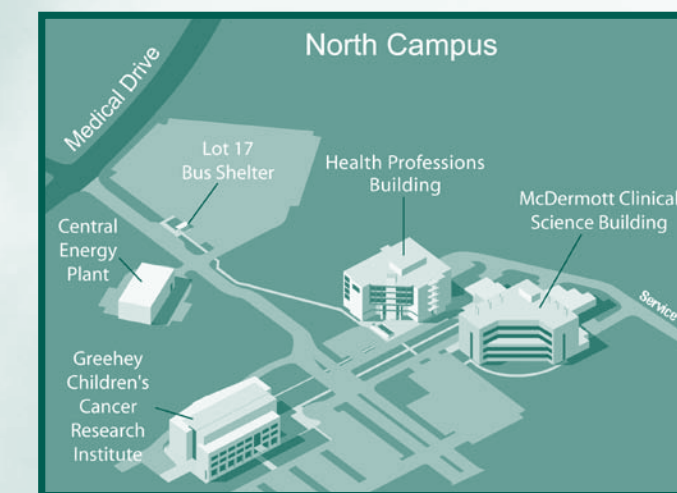 North Campus
Medical Drive
Lot 17
Bus Shelter
Health Professions
Building
McDermott Clinical
Science Building
Central
Energy
Plant
Service
Greehey
Children's
Cancer
Research
Institute